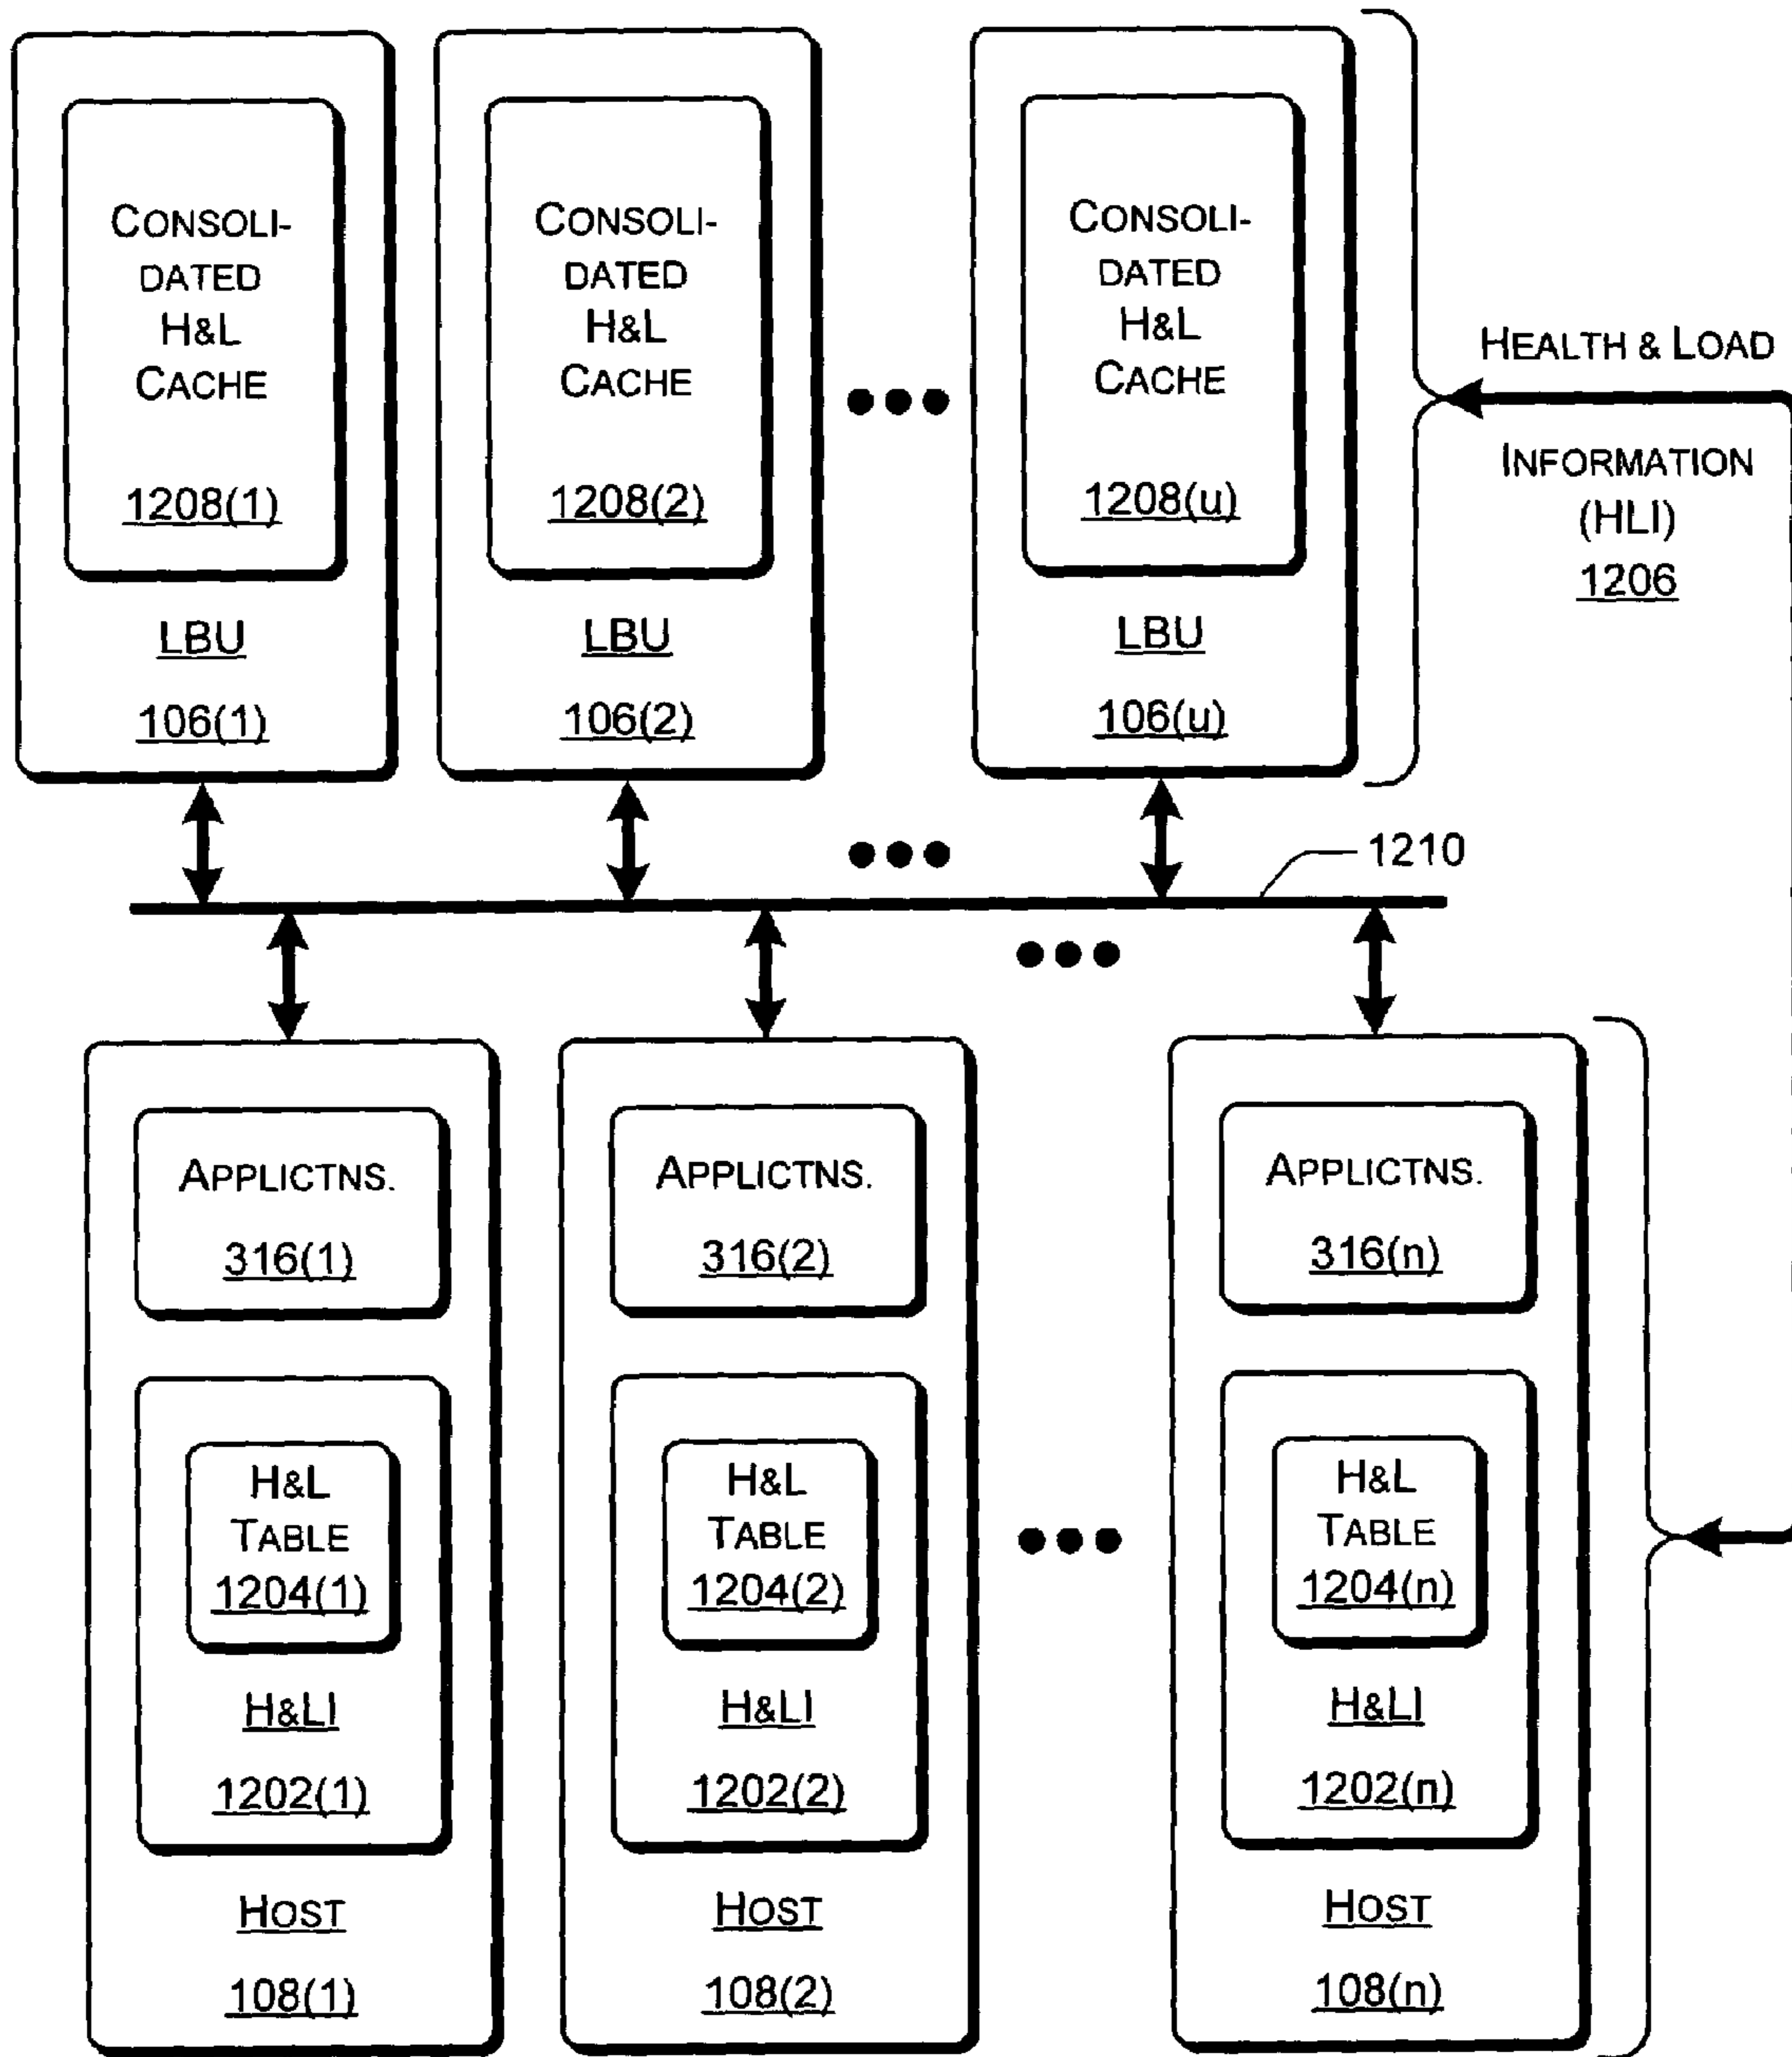 CONSOLI-
DATED
H&L
CACHE
1208(1)
LBU
106(1)
CONSOLI-
DATED
H&L
CACHE
1208(2)
LBU
106(2)
CONSOLI-
DATED
H&L
CACHE
1208(u)
LBU
106(u)
HEALTH & LOAD
INFORMATION
(HLI)
1206
1210
APPLICTNS.
316(1)
H&L
TABLE
1204(1)
H&LI
1202(1)
HOST
108(1)
APPLICTNS.
316(2)
H&L
TABLE
1204(2)
H&LI
1202(2)
HOST
108(2)
APPLICTNS.
316(n)
H&L
TABLE
1204(n)
H&LI
1202(n)
HOST
108(n)